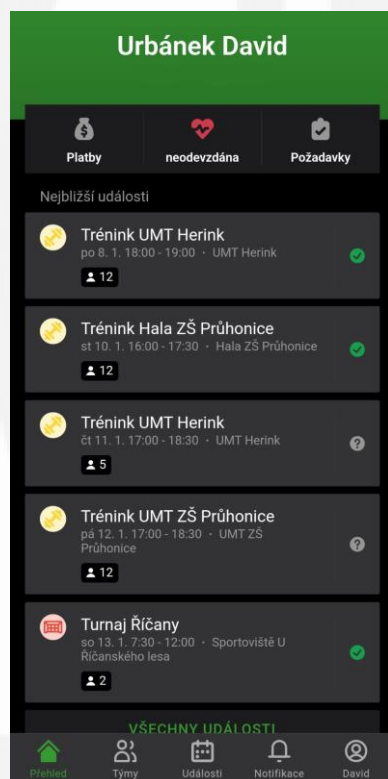 Urbánek David
Platby
neodevzdána
Požadavky
Nejbližší události
Trénink UMT Herink
po 8. 1. 18:00 - 19:00 • UMT Herink
12
Trénink Hala ZŠ Průhonice
st 10. 1. 16:00 - 17:30 • Hala ZŠ Průhonice
12
Trénink UMT Herink
čt 11. 1. 17:00 - 18:30 • UMT Herink
5
Trénink UMT ZŠ Průhonice
pá 12. 1. 17:00 - 18:30 • UMT ZŠ
Průhonice
12
Turnaj Říčany
so 13. 1. 7:30 - 12:00 • Sportoviště U
Říčanského lesa
2
VŠECHNY UDÁLOSTI
Přehled
Týmy
Události
Notifikace
David